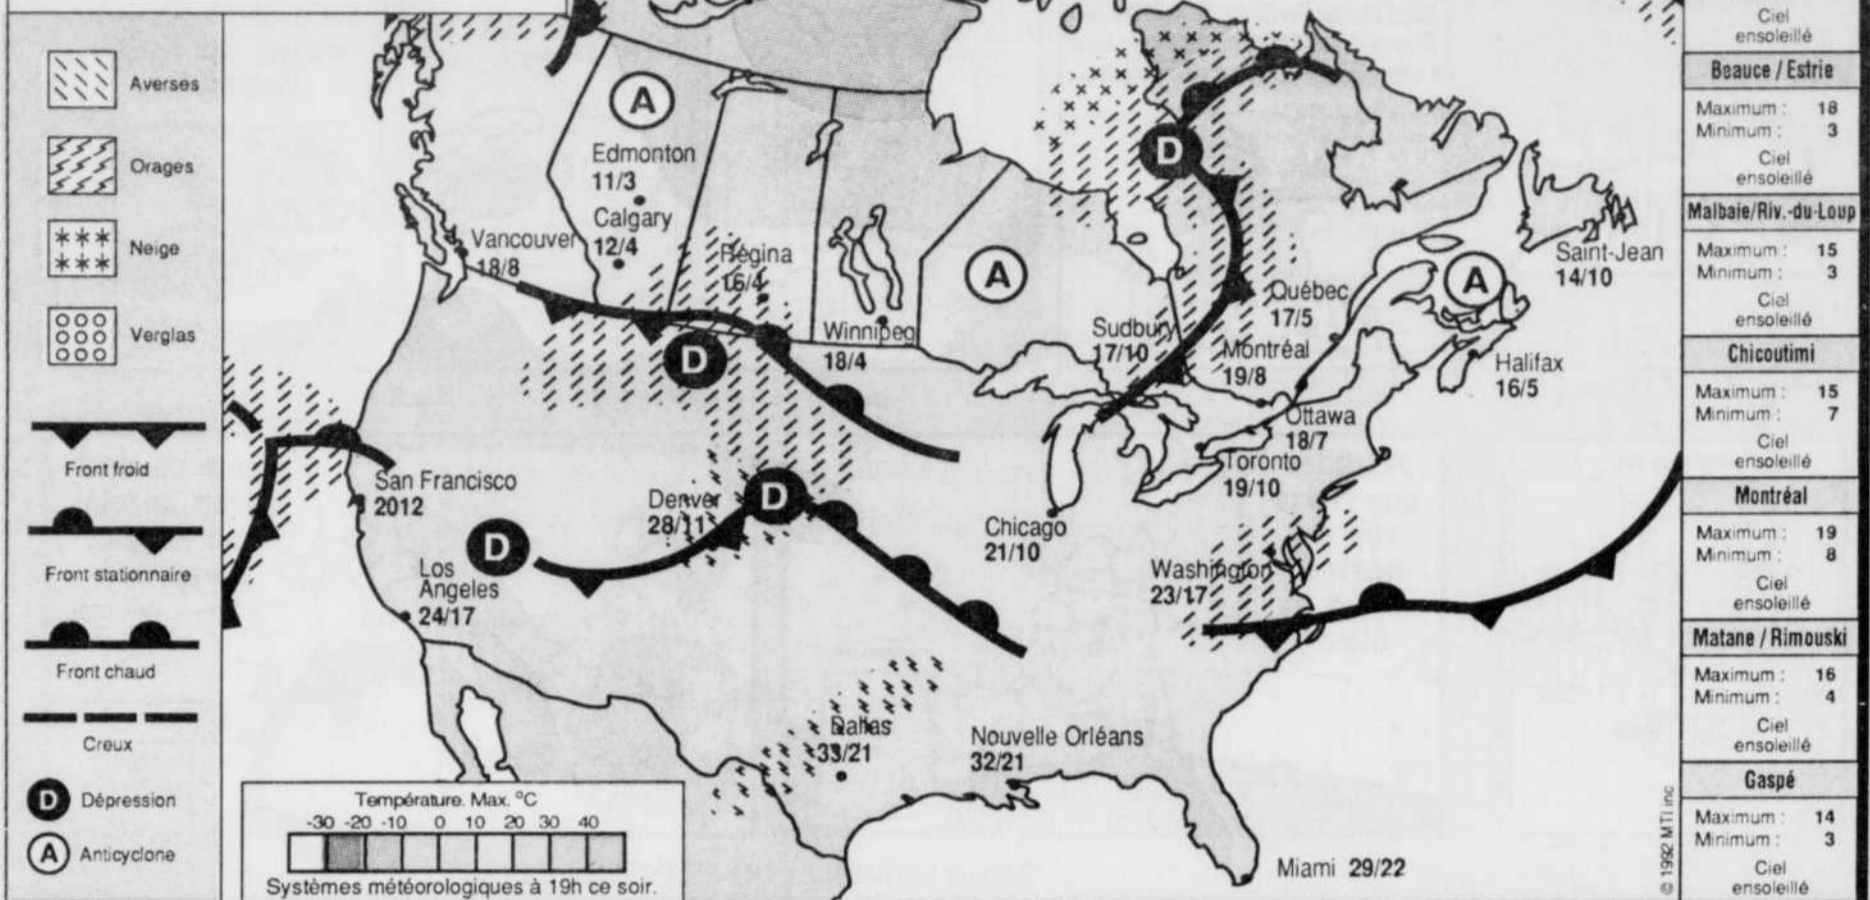 Averses
Orages
Neige
Verglas
Front froid
Front stationnaire
Front chaud
Creux
D Dépression
A Anticyclone
A
Edmonton
11/3
Calgary
12/4
Vancouver
18/8
Régina
16/4
Winnipeg
18/4
D
A
D
Sudbury
17/10
Québec
17/5
Montréal
19/8
Ottawa
18/7
Toronto
19/10
A
Saint-Jean
14/10
Halifax
16/5
San Francisco
2012
D
Los
Angeles
24/17
Denver
28/11
D
Chicago
21/10
Washington
23/17
Dallas
33/21
Nouvelle Orléans
32/21
Miami 29/22
Température. Max. °C
-30 -20 -10 0 10 20 30 40
Systèmes météorologiques à 19h ce soir.
© 1992 MTI inc
Ciel
ensoleillé
Beauce / Estrie
Maximum : 18
Minimum : 3
Ciel
ensoleillé
Malbaie/Riv.-du-Loup
Maximum : 15
Minimum : 3
Ciel
ensoleillé
Chicoutimi
Maximum : 15
Minimum : 7
Ciel
ensoleillé
Montréal
Maximum : 19
Minimum : 8
Ciel
ensoleillé
Matane / Rimouski
Maximum : 16
Minimum : 4
Ciel
ensoleillé
Gaspé
Maximum : 14
Minimum : 3
Ciel
ensoleillé